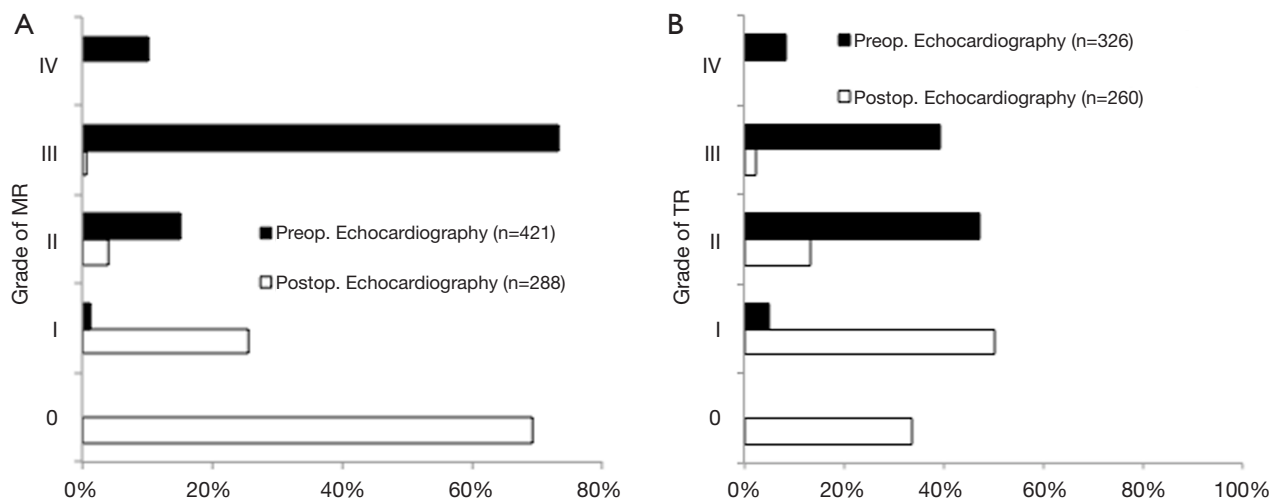 A
Grade of MR
IV
III
II
I
0
Preop. Echocardiography (n=421)
Postop. Echocardiography (n=288)
0% 20% 40% 60% 80%
B
Grade of TR
IV
III
II
I
0
Preop. Echocardiography (n=326)
Postop. Echocardiography (n=260)
0% 20% 40% 60% 80% 100%